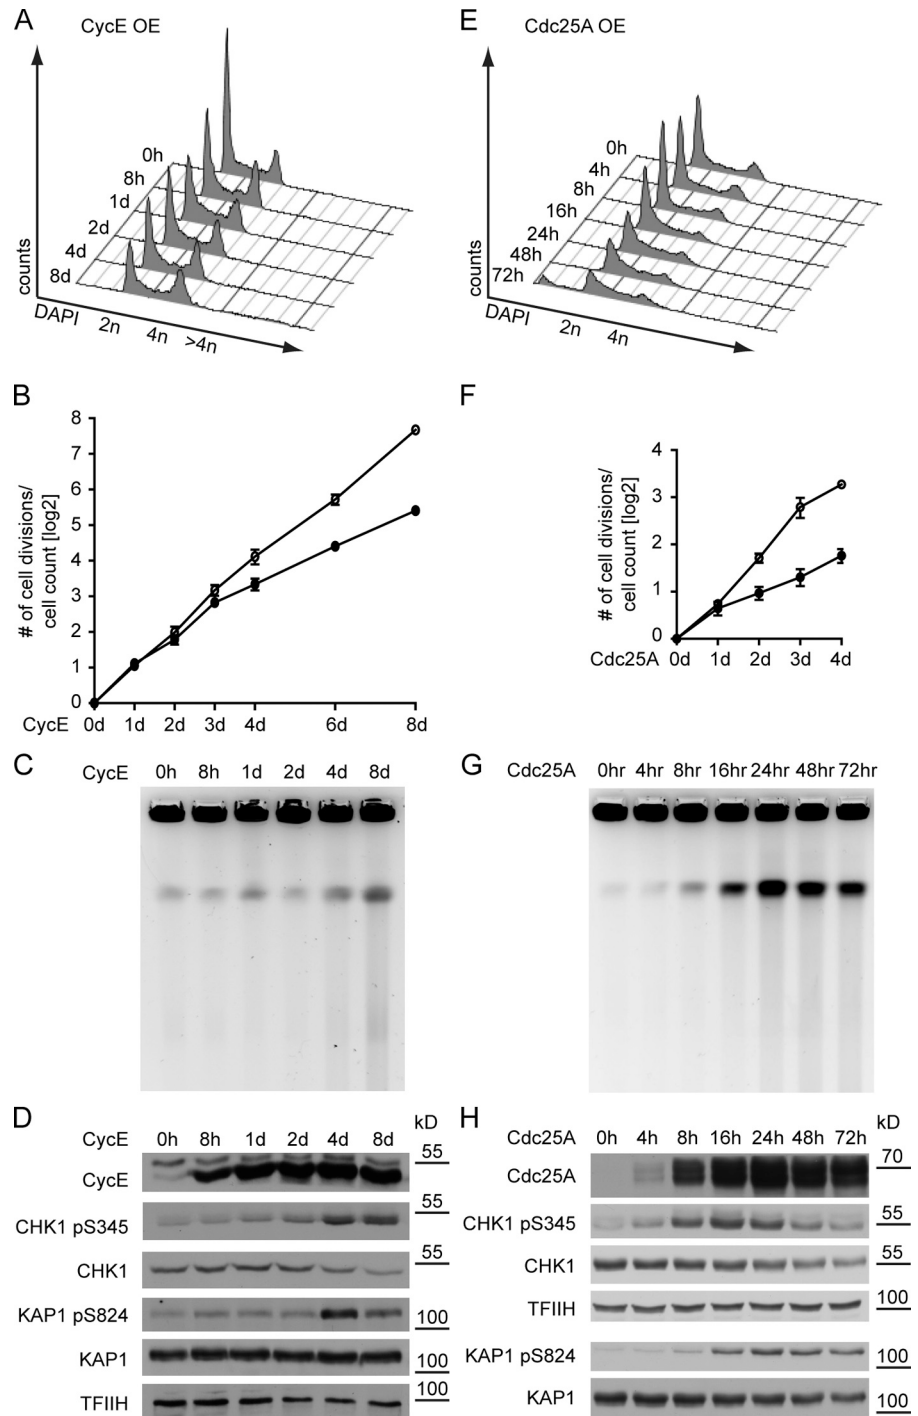 A CycE OE
counts
0h
8h
1d
2d
4d
8d
DAPI 2n 4n >4n
E Cdc25A OE
counts
0h
4h
8h
16h
24h
48h
72h
DAPI 2n 4n
B
# of cell divisions/
cell count [log2]
8
7
6
5
4
3
2
1
0
CycE 0d 1d 2d 3d 4d 6d 8d
F
# of cell divisions/
cell count [log2]
4
3
2
1
0
Cdc25A 0d 1d 2d 3d 4d
C CycE 0h 8h 1d 2d 4d 8d
G Cdc25A 0hr 4hr 8hr 16hr 24hr 48hr 72hr
D kD
CycE 0h 8h 1d 2d 4d 8d
CycE 55
CHK1 pS345 55
CHK1 55
KAP1 pS824 100
KAP1 100
TFIIH 100
H kD
Cdc25A 0h 4h 8h 16h 24h 48h 72h
Cdc25A 70
CHK1 pS345 55
CHK1 55
TFIIH 100
KAP1 pS824 100
KAP1 100